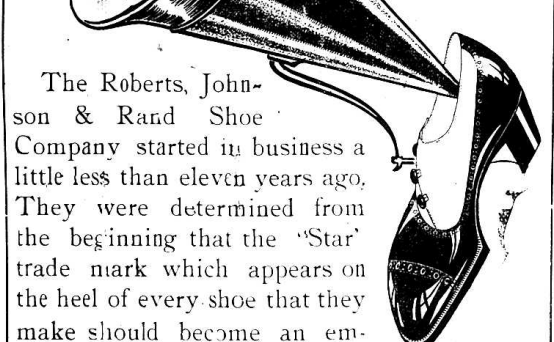 The Roberts, John-
son & Rand Shoe
Company started in business a
little less than eleven years ago.
They were determined from
the beginning that the "Star'
trade mark which appears on
the heel of every shoe that they
make should become an em-